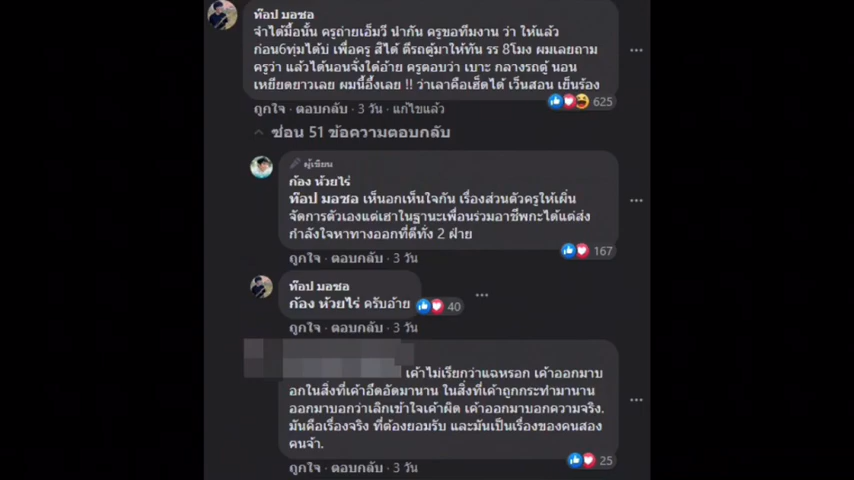 ท๊อป มอซอ
จำได้มื้อนั้น ครูถ่ายเอ็มวี นำกัน ครูขอทีมงาน ว่า ให้แล้ว
ก่อน6ทุ่มได้บ่ เพื่อครู สิได้ ตีรถตู้มาให้ทัน รร 8โมง ผมเลยถาม
ครูว่า แล้วได้นอนจั่งใด๋อ้าย ครูตอบว่า เบาะ กลางรถตู้ นอน
เหยียดยาวเลย ผมนี้อึ้งเลย !! ว่าเลาคือเฮ็ดได้ เว็นสอน เย็นร้อง
625
ถูกใจ · ตอบกลับ · 3 วัน · แก้ไขแล้ว
ซ่อน 51 ข้อความตอบกลับ
ผู้เขียน
ก้อง ห้วยไร่
ท๊อป มอซอ เห็นอกเห็นใจกัน เรื่องส่วนตัวครูให้เผิ่น
จัดการตัวเองแด่เฮาในฐานะเพื่อนร่วมอาชีพกะได้แต่ส่ง
กำลังใจหาทางออกที่ดีทั้ง 2 ฝ่าย
167
ถูกใจ · ตอบกลับ · 3 วัน
ท๊อป มอซอ
ก้อง ห้วยไร่ ครับอ้าย
40
ถูกใจ · ตอบกลับ · 3 วัน
เค้าไม่เรียกว่าแฉหรอก เค้าออกมาบ
อกในสิ่งที่เค้าอึดอัดมานาน ในสิ่งที่เค้าถูกกระทำมานาน
ออกมาบอกว่าเลิกเข้าใจเค้าผิด เค้าออกมาบอกความจริง.
มันคือเรื่องจริง ที่ต้องยอมรับ และมันเป็นเรื่องของคนสอง
คนจ้า.
25
ถูกใจ · ตอบกลับ · 3 วัน